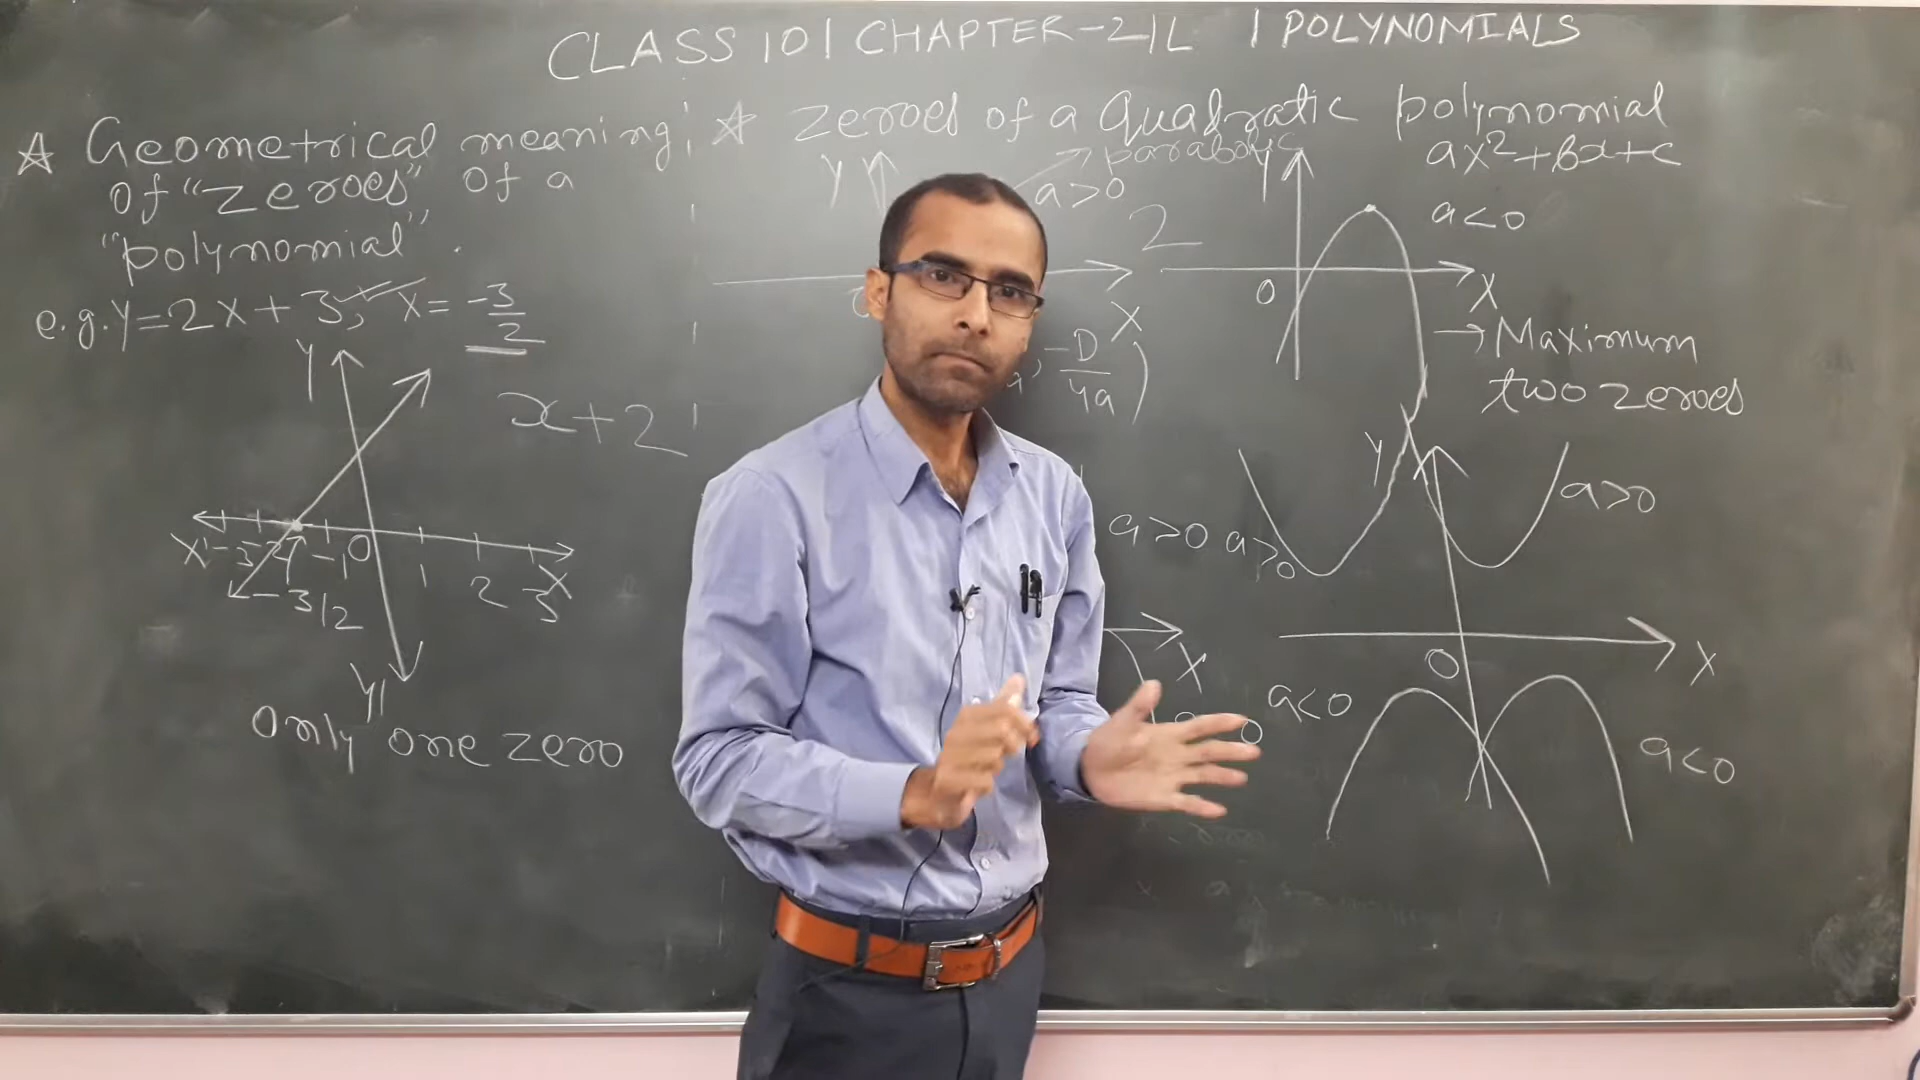 CLASS 10 | CHAPTER-2 | L | POLYNOMIALS
☆ Geometrical meaning
of "zeroes" of a
"polynomial".
e.g. y = 2x + 3, x = -3/2
Y
x + 2
X' -3 -2 -1 0 1 2 3 X
-3/2
Y'
Only one zero
☆ zeroes of a Quadratic polynomial
ax² + bx + c
Y
parabolic
a > 0
2
X
-D/4a )
Y
a < 0
0 X
→ Maximum
two zeroes
a > 0
X
Y
a > 0
a > 0
0 X
a < 0
a < 0